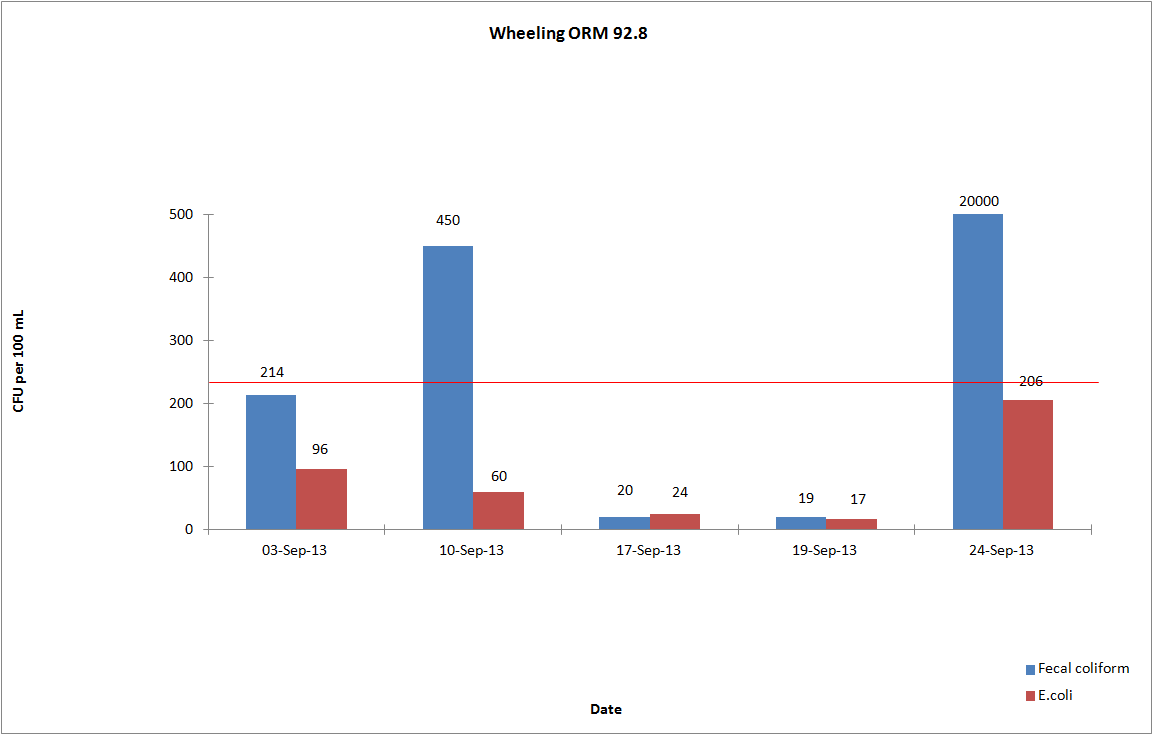 Wheeling ORM 92.8
CFU per 100 mL
500
400
300
200
100
0
214
96
450
60
20
24
19
17
20000
206
03-Sep-13
10-Sep-13
17-Sep-13
19-Sep-13
24-Sep-13
Date
Fecal coliform
E.coli